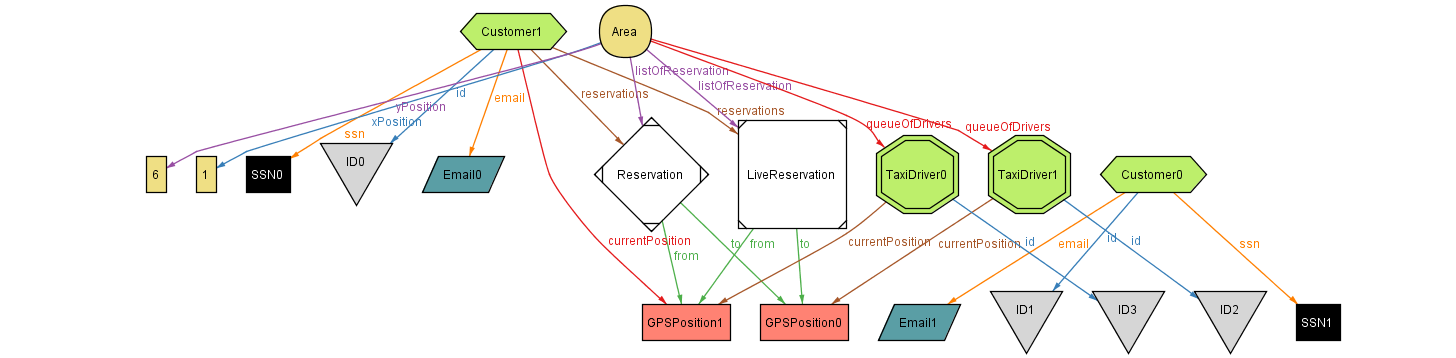 Customer1
Area
listOfReservation
listOfReservation
id
email
reservations
yPosition
reservations
xPosition
queueOfDrivers
queueOfDrivers
ssn
6
1
SSN0
ID0
Email0
Reservation
LiveReservation
TaxiDriver0
TaxiDriver1
Customer0
currentPosition
to
from
to
currentPosition
currentPosition
id
email
id
id
ssn
from
GPSPosition1
GPSPosition0
Email1
ID1
ID3
ID2
SSN1